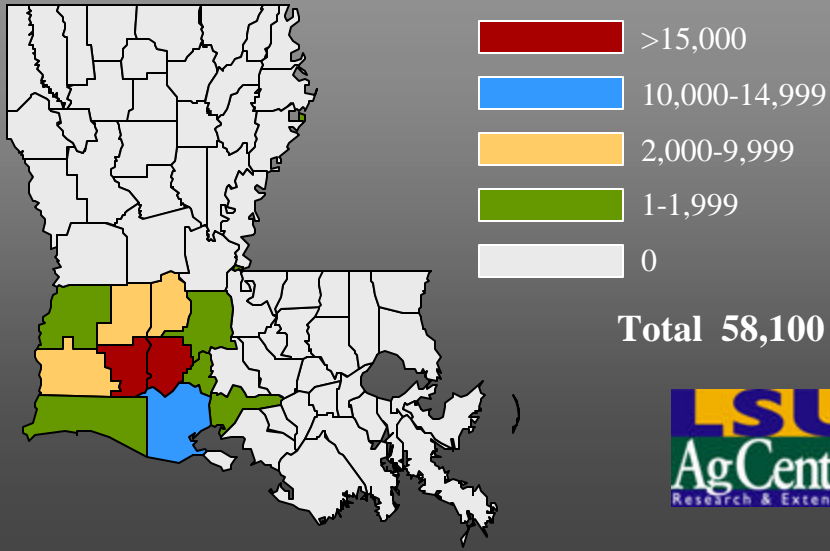 >15,000
10,000-14,999
2,000-9,999
1-1,999
0
Total 58,100
LSU
AgCent
Research & Exten